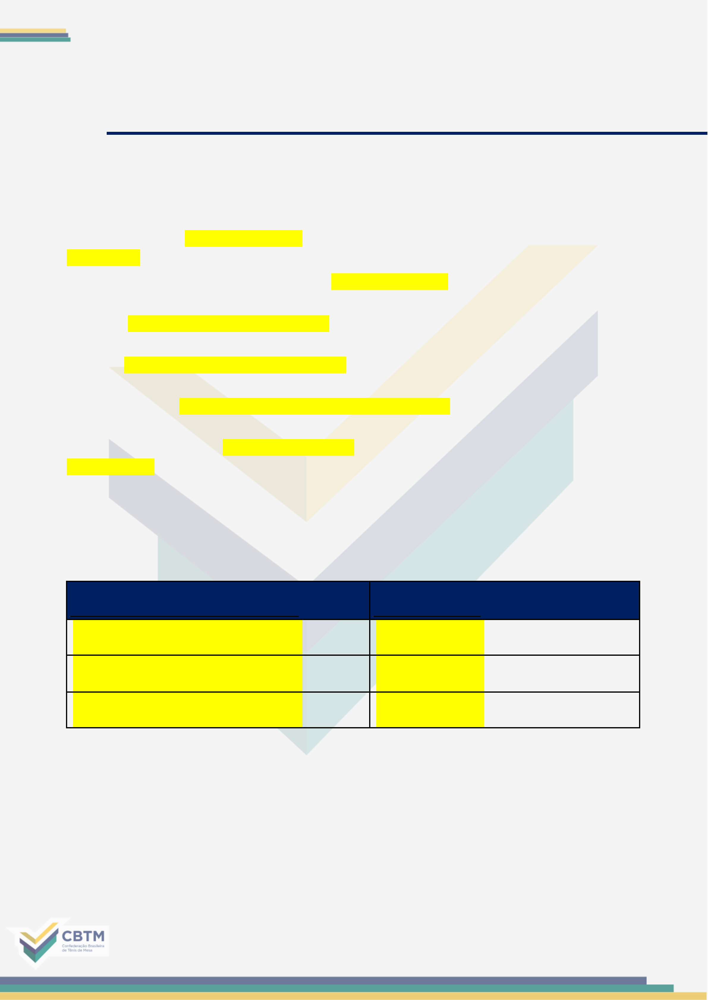 CBTM
Confederação Brasileira
de Tênis de Mesa